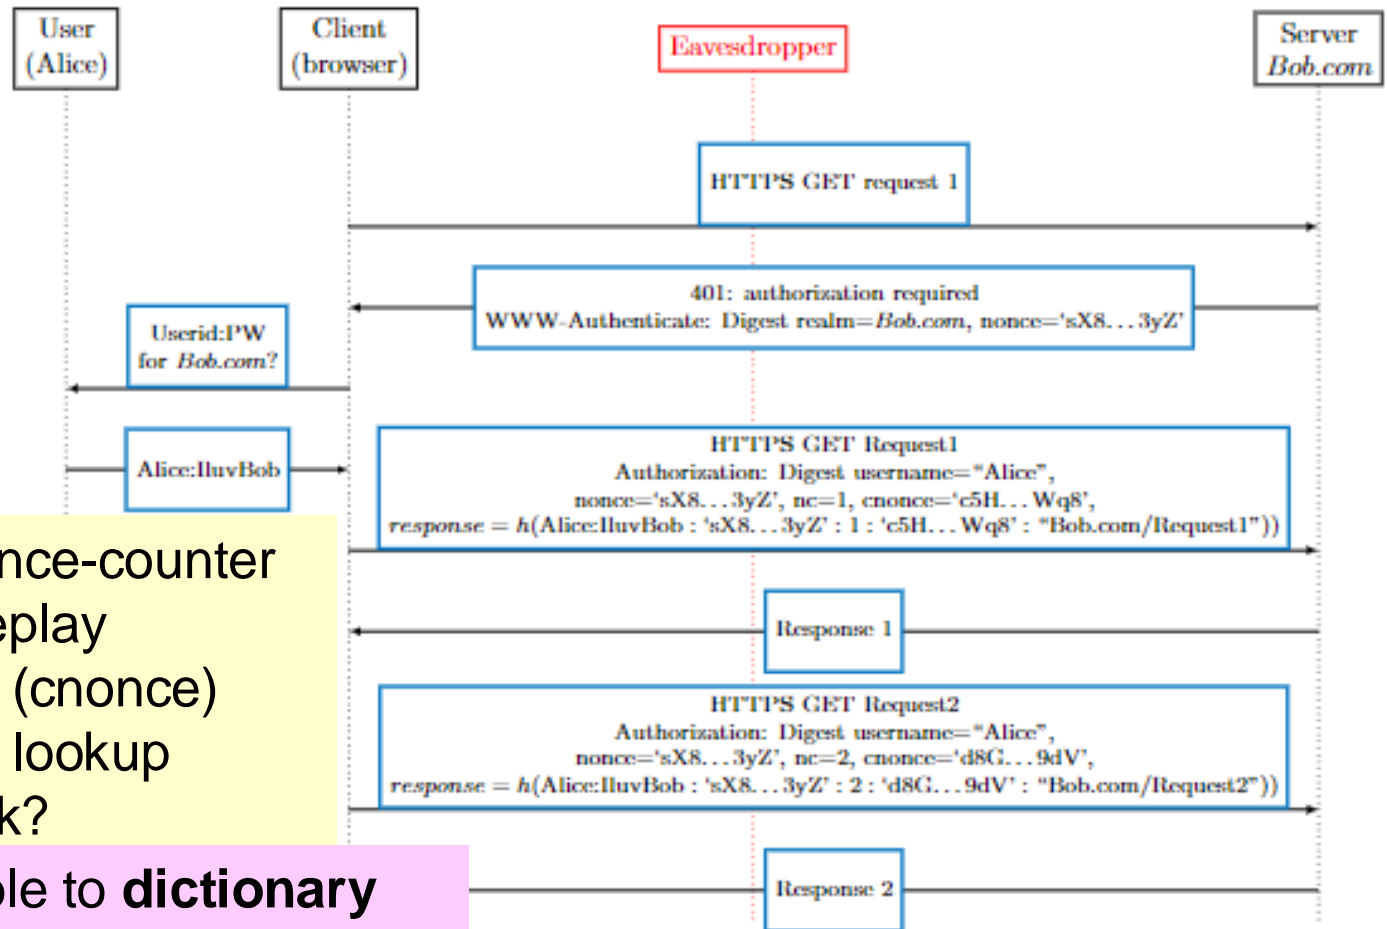 User
(Alice)
Client
(browser)
Eavesdropper
Server
Bob.com
HTTPS GET request 1
401: authorization required
WWW-Authenticate: Digest realm=Bob.com, nonce=‘sX8...3yZ’
Userid:PW
for Bob.com?
Alice:IluvBob
HTTPS GET Request1
Authorization: Digest username=“Alice”,
nonce=‘sX8...3yZ’, nc=1, cnonce=‘c5H...Wq8’,
response = h(Alice:IluvBob : ‘sX8...3yZ’ : 1 : ‘c5H...Wq8’ : “Bob.com/Request1”))
Response 1
HTTPS GET Request2
Authorization: Digest username=“Alice”,
nonce=‘sX8...3yZ’, nc=2, cnonce=‘d8G...9dV’,
response = h(Alice:IluvBob : ‘sX8...3yZ’ : 2 : ‘d8G...9dV’ : “Bob.com/Request2”))
Response 2
nce-counter
eplay
(cnonce)
lookup
k?
ble to dictionary